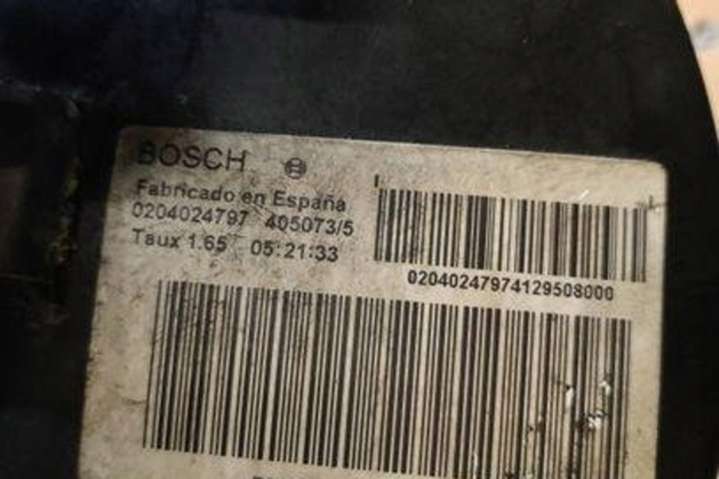 BOSCH
Fabricado en España
0204024797 405073/5
Taux 1.65 05:21:33
02040247974129508000